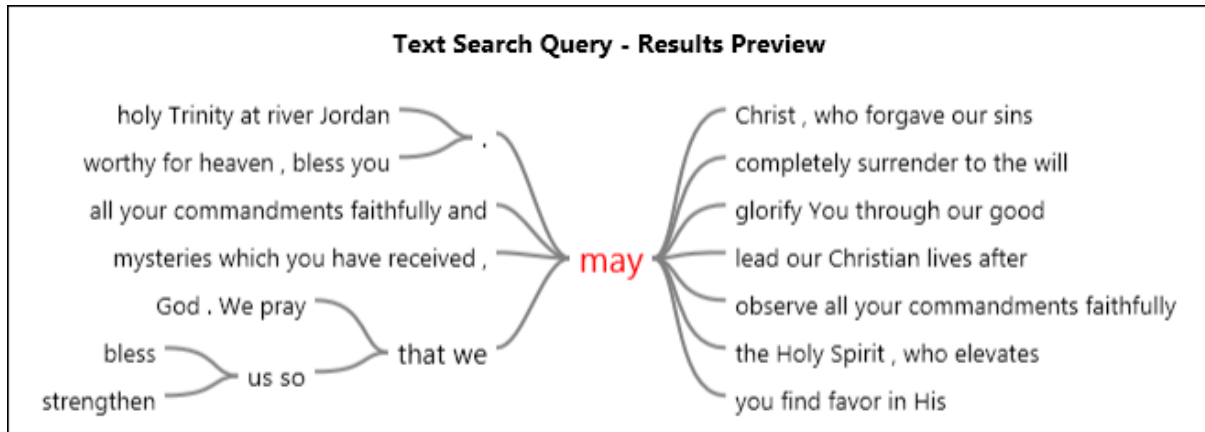 Text Search Query - Results Preview
holy Trinity at river Jordan
worthy for heaven , bless you
.
all your commandments faithfully and
mysteries which you have received ,
God . We pray
bless
strengthen
us so
that we
may
Christ , who forgave our sins
completely surrender to the will
glorify You through our good
lead our Christian lives after
observe all your commandments faithfully
the Holy Spirit , who elevates
you find favor in His